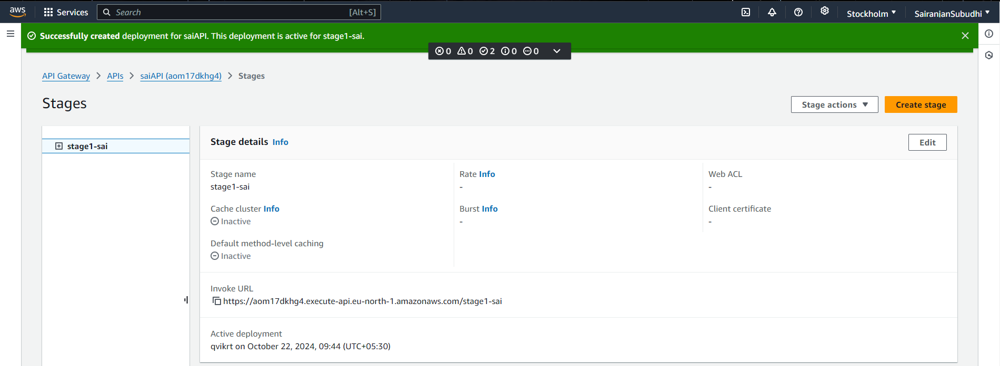 aws Services Search [Alt+S] Stockholm SairanjanSubudhi
Successfully created deployment for saiAPI. This deployment is active for stage1-sai.
0 0 2 0 0
API Gateway > APIs > saiAPI (aom17dkhg4) > Stages
Stages
Stage actions Create stage
stage1-sai
Stage details Info Edit
Stage name Rate Info Web ACL
stage1-sai - -
Cache cluster Info Burst Info Client certificate
Inactive - -
Default method-level caching
Inactive
Invoke URL
https://aom17dkhg4.execute-api.eu-north-1.amazonaws.com/stage1-sai
Active deployment
qvikrt on October 22, 2024, 09:44 (UTC+05:30)